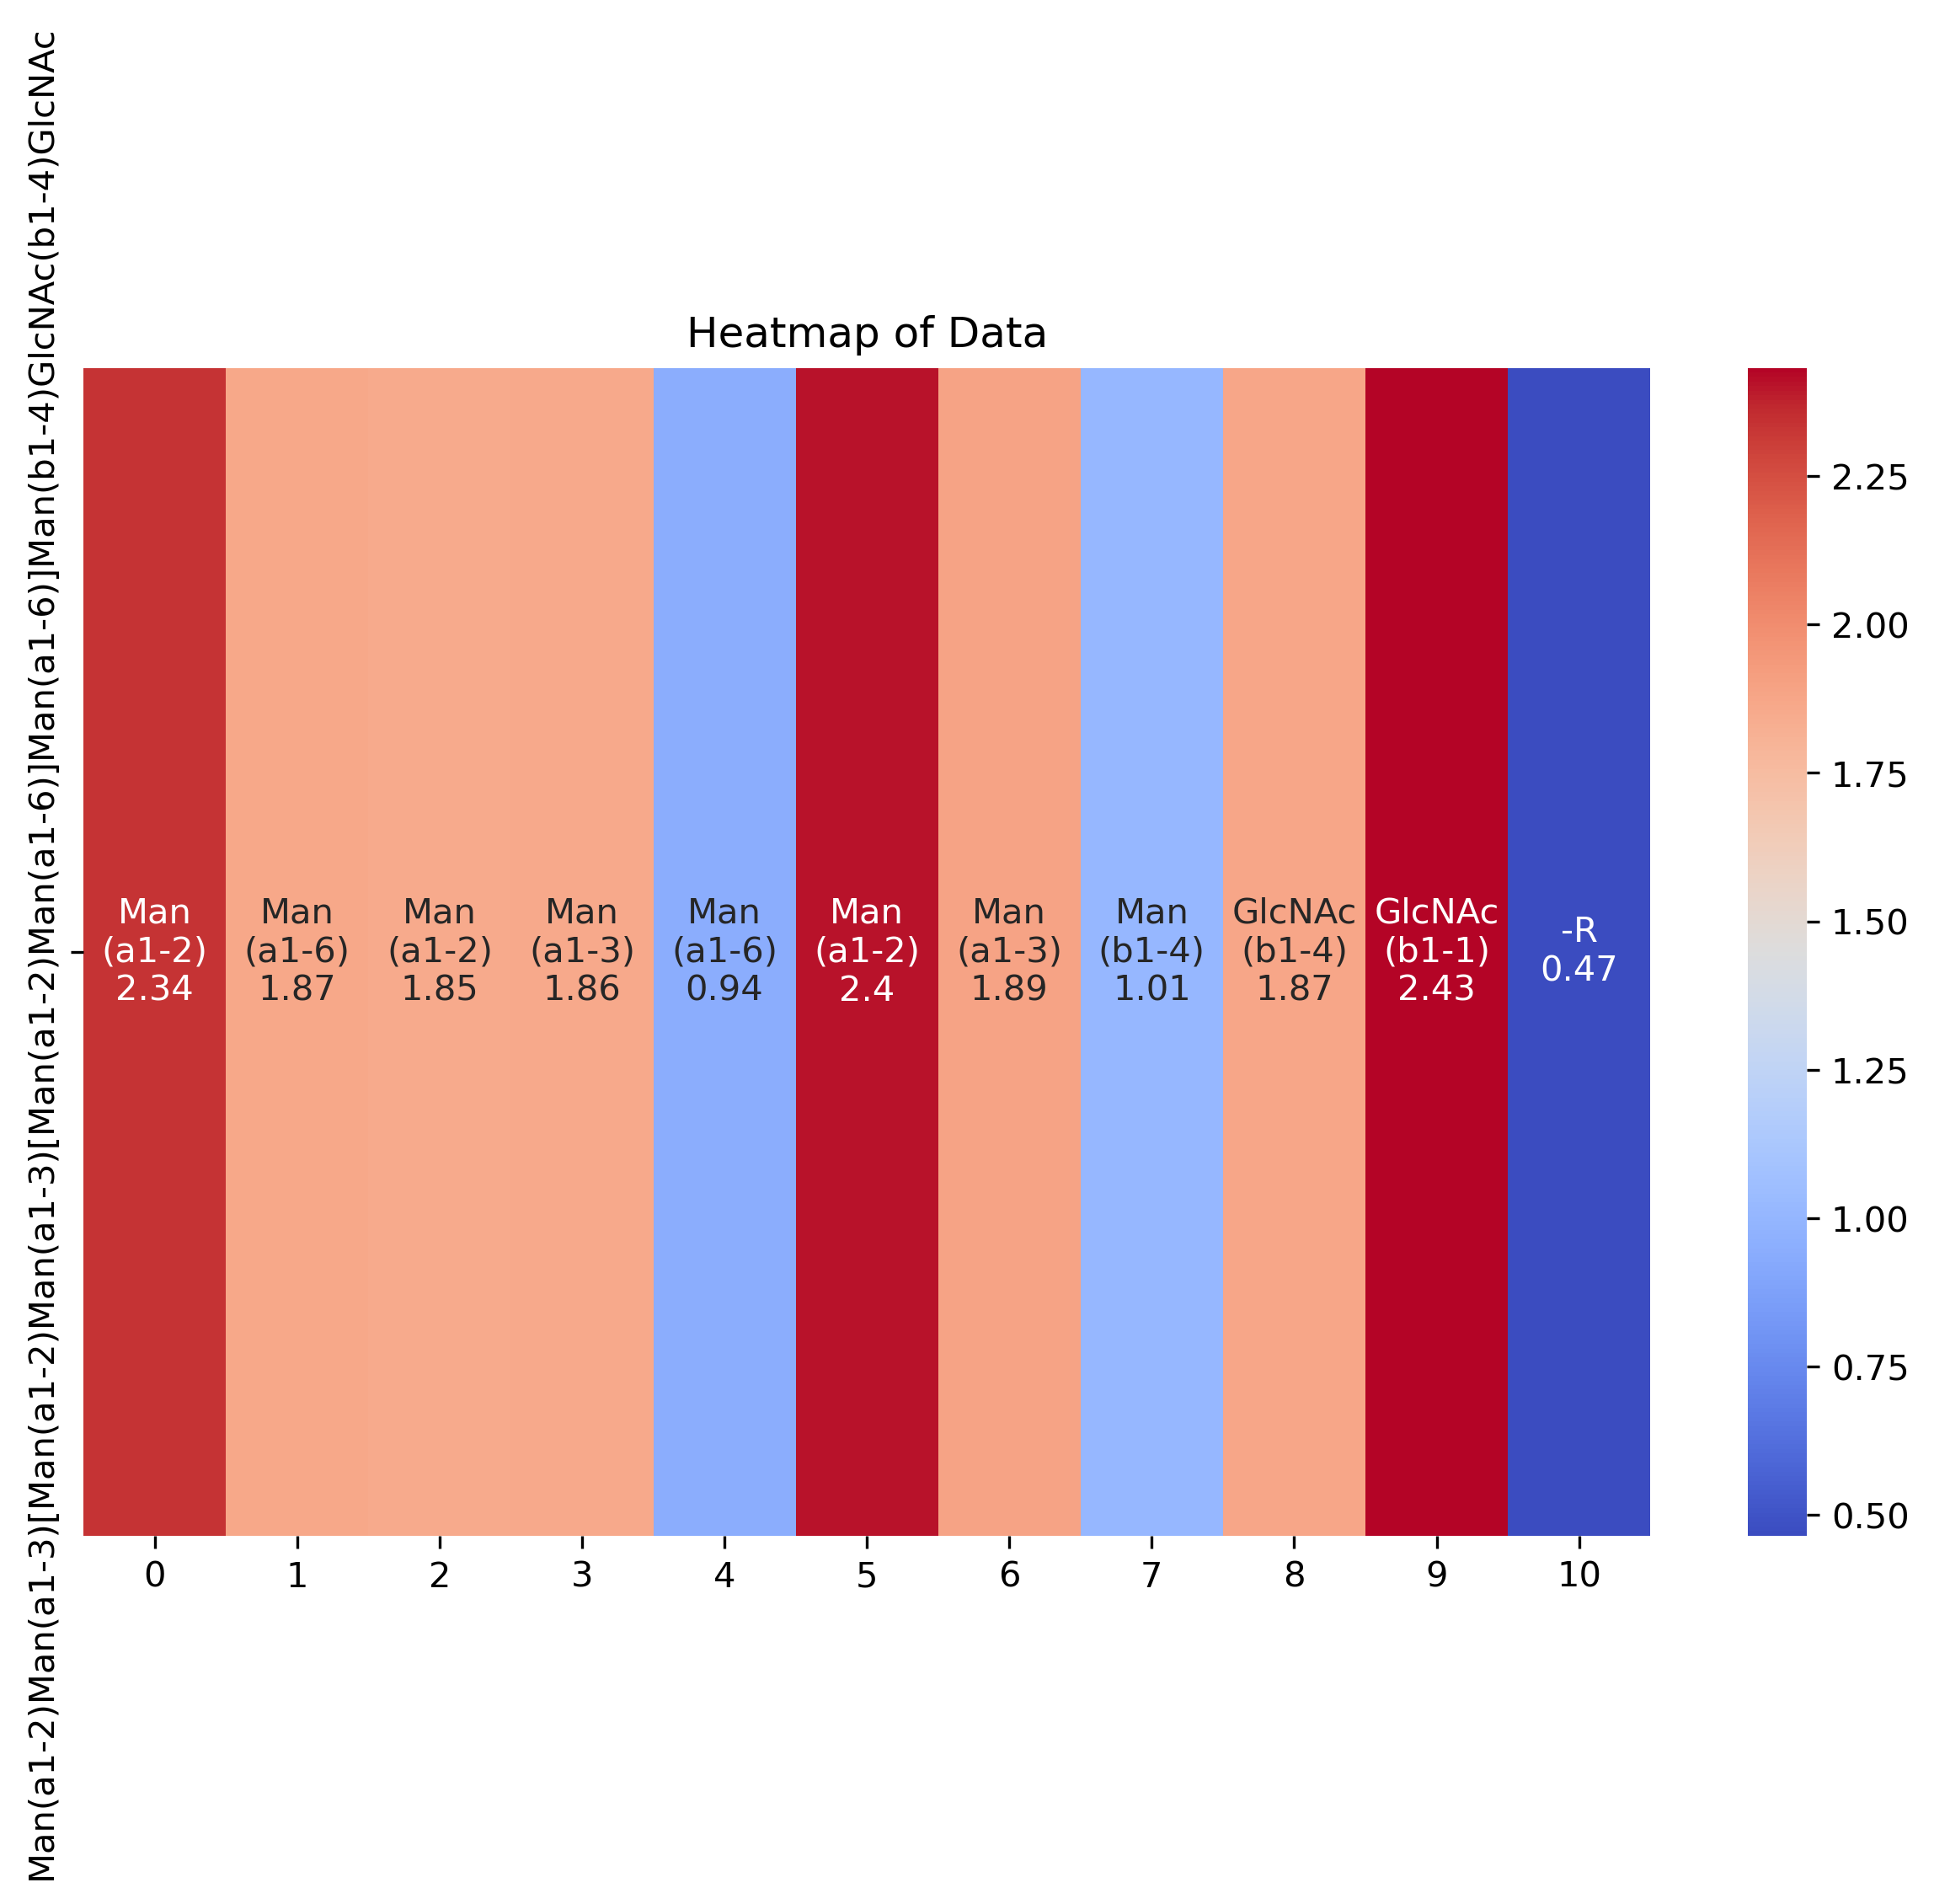 Heatmap of Data
Man(a1-2)Man(a1-3)[Man(a1-2)Man(a1-3)[Man(a1-2)Man(a1-6)]Man(a1-6)]Man(b1-4)GlcNAc(b1-4)GlcNAc
Man
(a1-2)
2.34
Man
(a1-6)
1.87
Man
(a1-2)
1.85
Man
(a1-3)
1.86
Man
(a1-6)
0.94
Man
(a1-2)
2.4
Man
(a1-3)
1.89
Man
(b1-4)
1.01
GlcNAc
(b1-4)
1.87
GlcNAc
(b1-1)
2.43
-R
0.47
0
1
2
3
4
5
6
7
8
9
10
2.25
2.00
1.75
1.50
1.25
1.00
0.75
0.50